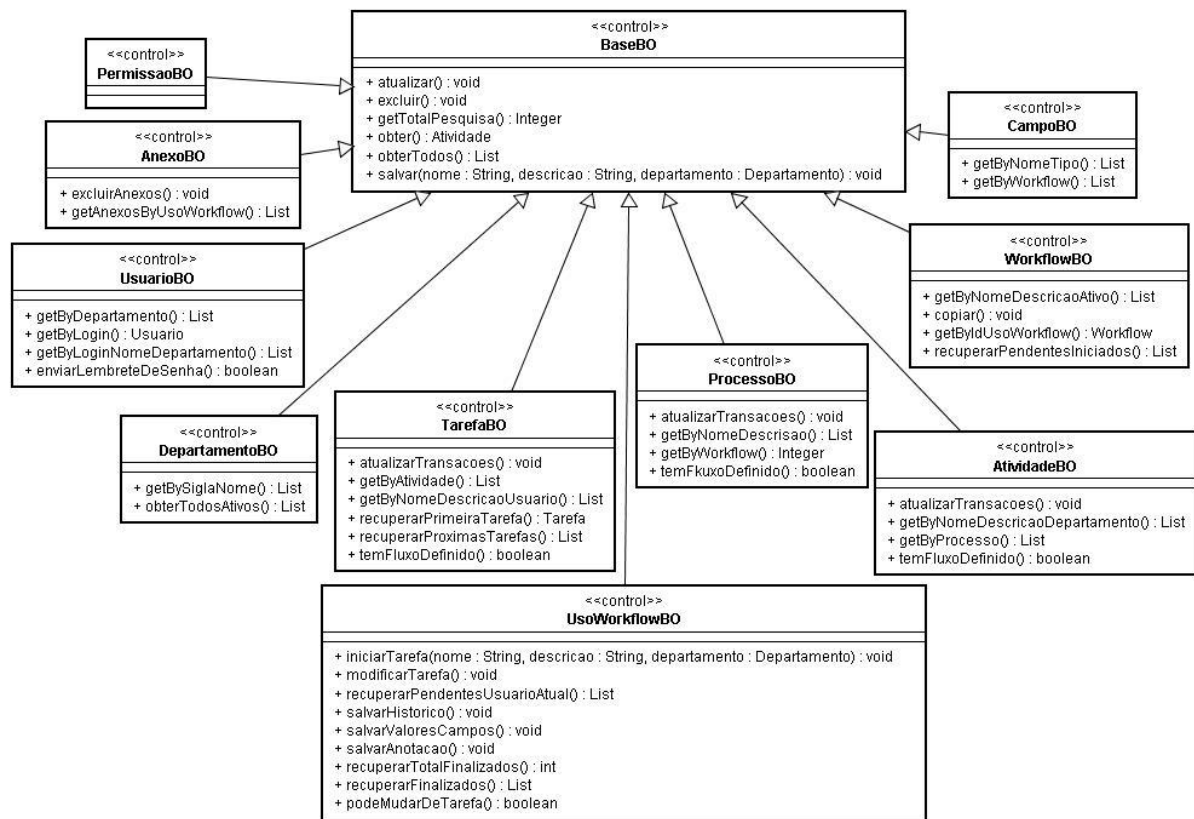 <<control>>
BaseBO
+ atualizar() : void
+ excluir() : void
+ getTotalPesquisa() : Integer
+ obter() : Atividade
+ obterTodos() : List
+ salvar(nome : String, descricao : String, departamento : Departamento) : void
<<control>>
PermissaoBO
<<control>>
AnexoBO
+ excluirAnexos() : void
+ getAnexosByUsoWorkflow() : List
<<control>>
CampoBO
+ getByNomeTipo() : List
+ getByWorkflow() : List
<<control>>
UsuarioBO
+ getByDepartamento() : List
+ getByLogin() : Usuario
+ getByLoginNomeDepartamento() : List
+ enviarLembreteDeSenha() : boolean
<<control>>
WorkflowBO
+ getByNomeDescricaoAtivo() : List
+ copiar() : void
+ getByIdUsoWorkflow() : Workflow
+ recuperarPendentesIniciados() : List
<<control>>
DepartamentoBO
+ getBySiglaNome() : List
+ obterTodosAtivos() : List
<<control>>
TarefaBO
+ atualizarTransacoes() : void
+ getByAtividade() : List
+ getByNomeDescricaoUsuario() : List
+ recuperarPrimeiraTarefa() : Tarefa
+ recuperarProximasTarefas() : List
+ temFluxoDefinido() : boolean
<<control>>
ProcessoBO
+ atualizarTransacoes() : void
+ getByNomeDescrisao() : List
+ getByWorkflow() : Integer
+ temFkuxoDefinido() : boolean
<<control>>
AtividadeBO
+ atualizarTransacoes() : void
+ getByNomeDescricaoDepartamento() : List
+ getByProcesso() : List
+ temFluxoDefinido() : boolean
<<control>>
UsoWorkflowBO
+ iniciarTarefa(nome : String, descricao : String, departamento : Departamento) : void
+ modificarTarefa() : void
+ recuperarPendentesUsuarioAtual() : List
+ salvarHistorico() : void
+ salvarValoresCampos() : void
+ salvarAnotacao() : void
+ recuperarTotalFinalizados() : int
+ recuperarFinalizados() : List
+ podeMudarDeTarefa() : boolean